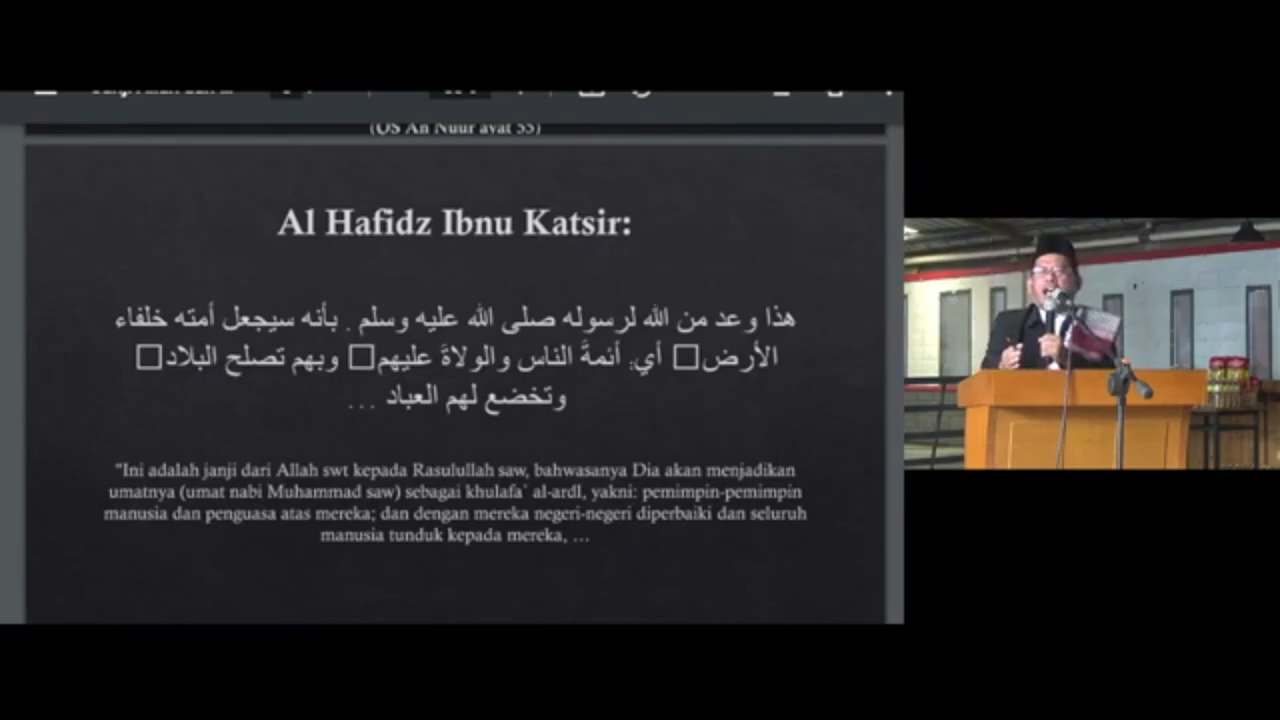 (QS An Nuur ayat 55)
Al Hafidz Ibnu Katsir:
هذا وعد من الله لرسوله صلى الله عليه وسلم . بأنه سيجعل أمته خلفاء
الأرض□ أي: أئمةَ الناس والولاةَ عليهم□ وبهم تصلح البلاد□
وتخضع لهم العباد ...
“Ini adalah janji dari Allah swt kepada Rasulullah saw, bahwasanya Dia akan menjadikan
umatnya (umat nabi Muhammad saw) sebagai khulafa` al-ardl, yakni: pemimpin-pemimpin
manusia dan penguasa atas mereka; dan dengan mereka negeri-negeri diperbaiki dan seluruh
manusia tunduk kepada mereka, ...